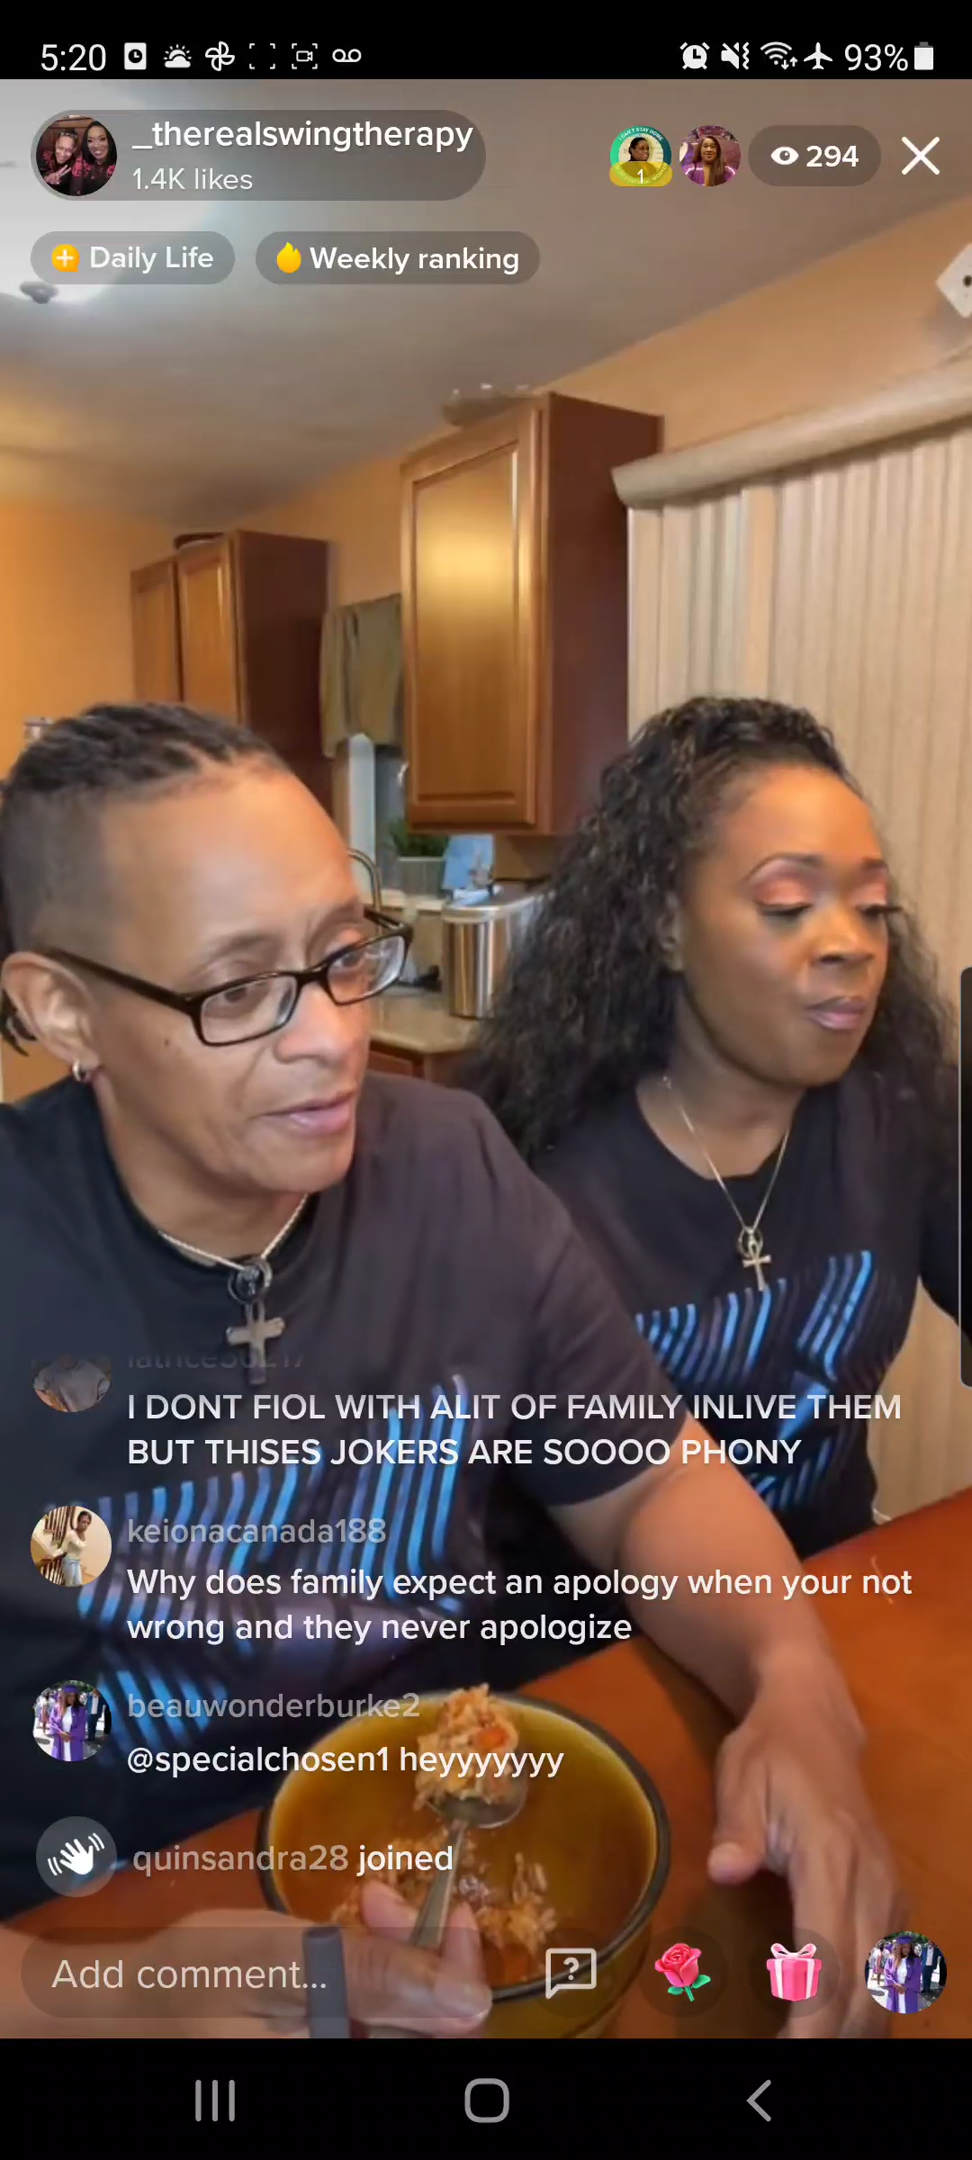 5:20
93%
_therealswingtherapy
1.4K likes
1
294
Daily Life
Weekly ranking
I DONT FIOL WITH ALIT OF FAMILY INLIVE THEM
BUT THISES JOKERS ARE SOOOO PHONY
keionacanada188
Why does family expect an apology when your not
wrong and they never apologize
beauwonderburke2
@specialchosen1 heyyyyyyy
quinsandra28 joined
Add comment...